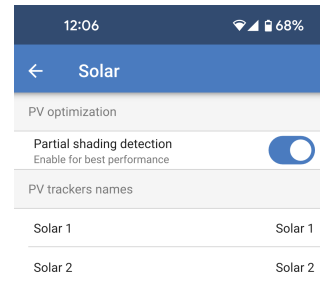 12:06 68%
Solar
PV optimization
Partial shading detection
Enable for best performance
PV trackers names
Solar 1 Solar 1
Solar 2 Solar 2